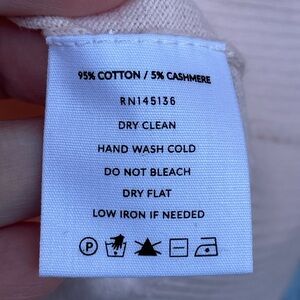 95% COTTON / 5% CASHMERE
RN145136
DRY CLEAN
HAND WASH COLD
DO NOT BLEACH
DRY FLAT
LOW IRON IF NEEDED
P